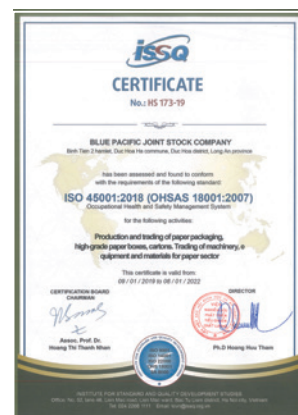 ISSQ
CERTIFICATE
No.: HS 173-19
BLUE PACIFIC JOINT STOCK COMPANY
Binh Tien 2 hamlet, Duc Hoa Ha commune, Duc Hoa district, Long An province
has been assessed and found to conform
with the requirements of the following standard:
ISO 45001:2018 (OHSAS 18001:2007)
Occupational Health and Safety Management System
for the following activities:
Production and trading of paper packaging,
high-grade paper boxes, cartons. Trading of machinery, e
quipment and materials for paper sector
This certificate is valid from:
09 / 01 / 2019 to 08 / 01 / 2022
CERTIFICATION BOARD
CHAIRMAN
DIRECTOR
Assoc. Prof. Dr.
Hoang Thi Thanh Nhan
Ph.D Hoang Huu Tham
INSTITUTE FOR STANDARD AND QUALITY DEVELOPMENT STUDIES